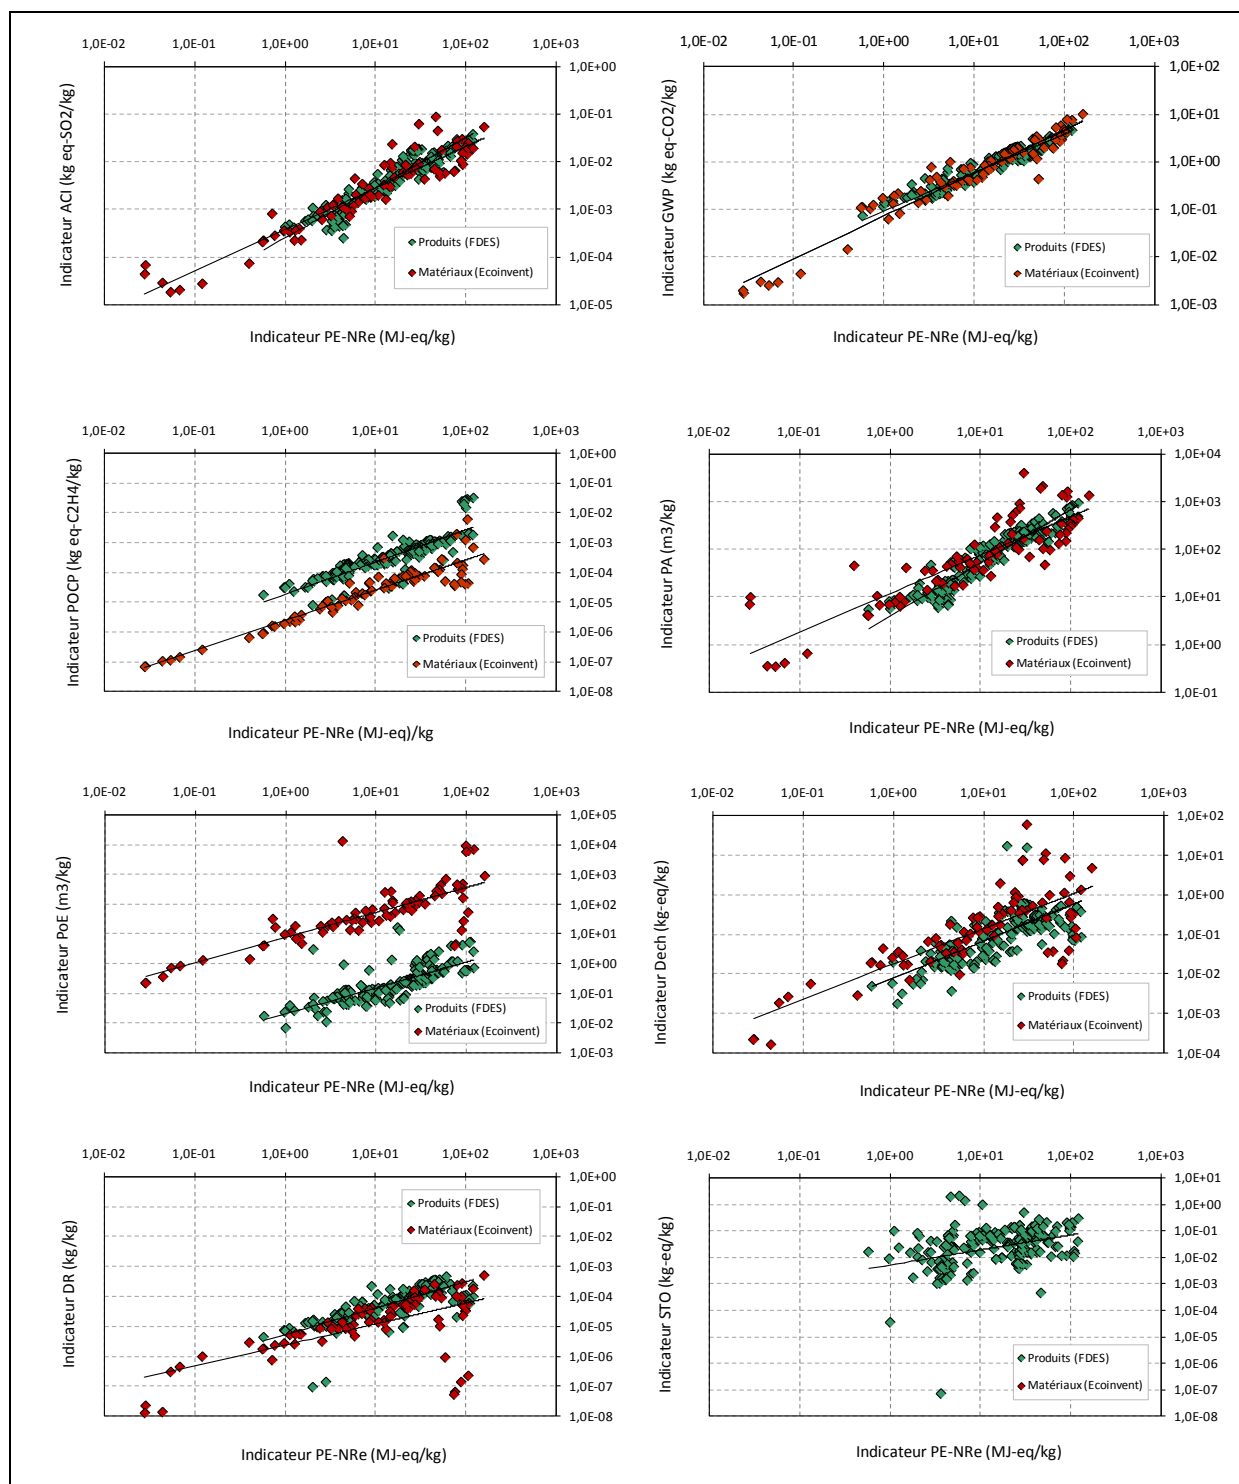 1,0E-02 1,0E-01 1,0E+00 1,0E+01 1,0E+02 1,0E+03
1,0E+00
1,0E-01
1,0E-02
1,0E-03
1,0E-04
1,0E-05
Indicateur ACI (kg eq-SO2/kg)
Produits (FDES)
Matériaux (Ecoinvent)
Indicateur PE-NRe (MJ-eq/kg)
1,0E-02 1,0E-01 1,0E+00 1,0E+01 1,0E+02 1,0E+03
1,0E+02
1,0E+01
1,0E+00
1,0E-01
1,0E-02
1,0E-03
Indicateur GWP (kg eq-CO2/kg)
Produits (FDES)
Matériaux (Ecoinvent)
Indicateur PE-NRe (MJ-eq/kg)
1,0E-02 1,0E-01 1,0E+00 1,0E+01 1,0E+02 1,0E+03
1,0E+00
1,0E-01
1,0E-02
1,0E-03
1,0E-04
1,0E-05
1,0E-06
1,0E-07
1,0E-08
Indicateur POCP (kg eq-C2H4/kg)
Produits (FDES)
Matériaux (Ecoinvent)
Indicateur PE-NRe (MJ-eq)/kg
1,0E-02 1,0E-01 1,0E+00 1,0E+01 1,0E+02 1,0E+03
1,0E+04
1,0E+03
1,0E+02
1,0E+01
1,0E+00
1,0E-01
Indicateur PA (m3/kg)
Produits (FDES)
Matériaux (Ecoinvent)
Indicateur PE-NRe (MJ-eq/kg)
1,0E-02 1,0E-01 1,0E+00 1,0E+01 1,0E+02 1,0E+03
1,0E+05
1,0E+04
1,0E+03
1,0E+02
1,0E+01
1,0E+00
1,0E-01
1,0E-02
1,0E-03
Indicateur PoE (m3/kg)
Produits (FDES)
Matériaux (Ecoinvent)
Indicateur PE-NRe (MJ-eq/kg)
1,0E-02 1,0E-01 1,0E+00 1,0E+01 1,0E+02 1,0E+03
1,0E+02
1,0E+01
1,0E+00
1,0E-01
1,0E-02
1,0E-03
1,0E-04
Indicateur Dech (kg-eq/kg)
Produits (FDES)
Matériaux (Ecoinvent)
Indicateur PE-NRe (MJ-eq/kg)
1,0E-02 1,0E-01 1,0E+00 1,0E+01 1,0E+02 1,0E+03
1,0E+00
1,0E-01
1,0E-02
1,0E-03
1,0E-04
1,0E-05
1,0E-06
1,0E-07
1,0E-08
Indicateur DR (kg/kg)
Produits (FDES)
Matériaux (Ecoinvent)
Indicateur PE-NRe (MJ-eq/kg)
1,0E-02 1,0E-01 1,0E+00 1,0E+01 1,0E+02 1,0E+03
1,0E+01
1,0E+00
1,0E-01
1,0E-02
1,0E-03
1,0E-04
1,0E-05
1,0E-06
1,0E-07
1,0E-08
Indicateur STO (kg-eq/kg)
Produits (FDES)
Matériaux (Ecoinvent)
Indicateur PE-NRe (MJ-eq/kg)